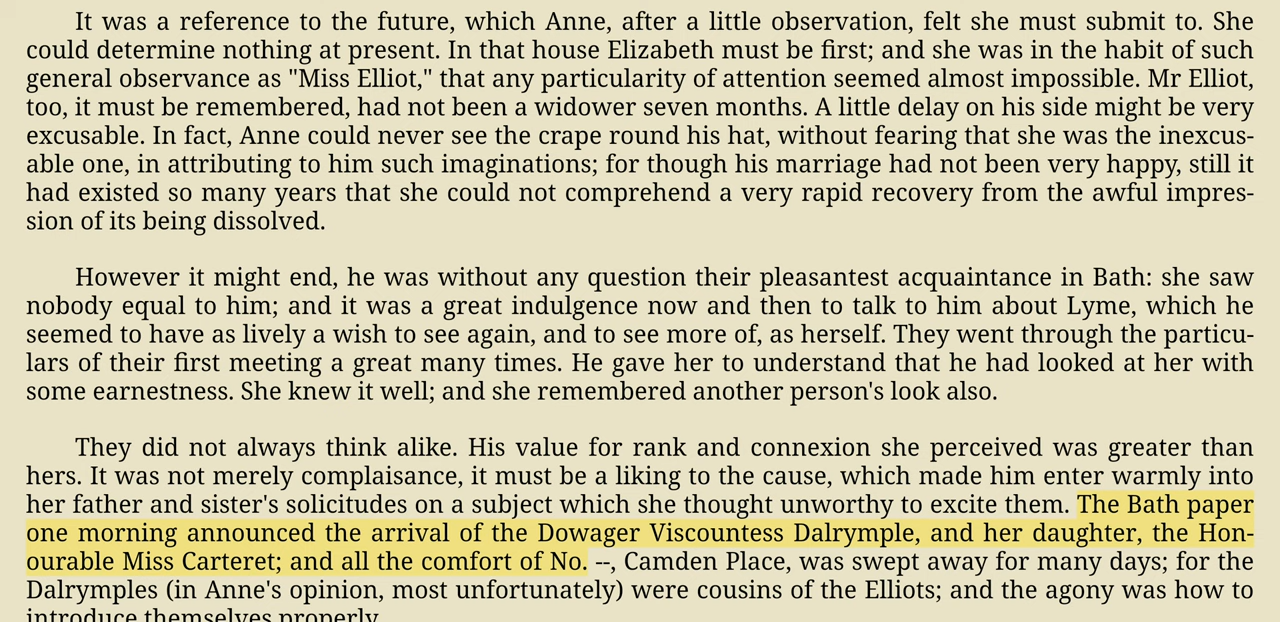 It was a reference to the future, which Anne, after a little observation, felt she must submit to. She
could determine nothing at present. In that house Elizabeth must be first; and she was in the habit of such
general observance as "Miss Elliot," that any particularity of attention seemed almost impossible. Mr Elliot,
too, it must be remembered, had not been a widower seven months. A little delay on his side might be very
excusable. In fact, Anne could never see the crape round his hat, without fearing that she was the inexcus-
able one, in attributing to him such imaginations; for though his marriage had not been very happy, still it
had existed so many years that she could not comprehend a very rapid recovery from the awful impres-
sion of its being dissolved.
However it might end, he was without any question their pleasantest acquaintance in Bath: she saw
nobody equal to him; and it was a great indulgence now and then to talk to him about Lyme, which he
seemed to have as lively a wish to see again, and to see more of, as herself. They went through the particu-
lars of their first meeting a great many times. He gave her to understand that he had looked at her with
some earnestness. She knew it well; and she remembered another person's look also.
They did not always think alike. His value for rank and connexion she perceived was greater than
hers. It was not merely complaisance, it must be a liking to the cause, which made him enter warmly into
her father and sister's solicitudes on a subject which she thought unworthy to excite them. The Bath paper
one morning announced the arrival of the Dowager Viscountess Dalrymple, and her daughter, the Hon-
ourable Miss Carteret; and all the comfort of No. --, Camden Place, was swept away for many days; for the
Dalrymples (in Anne's opinion, most unfortunately) were cousins of the Elliots; and the agony was how to
introduce themselves properly.